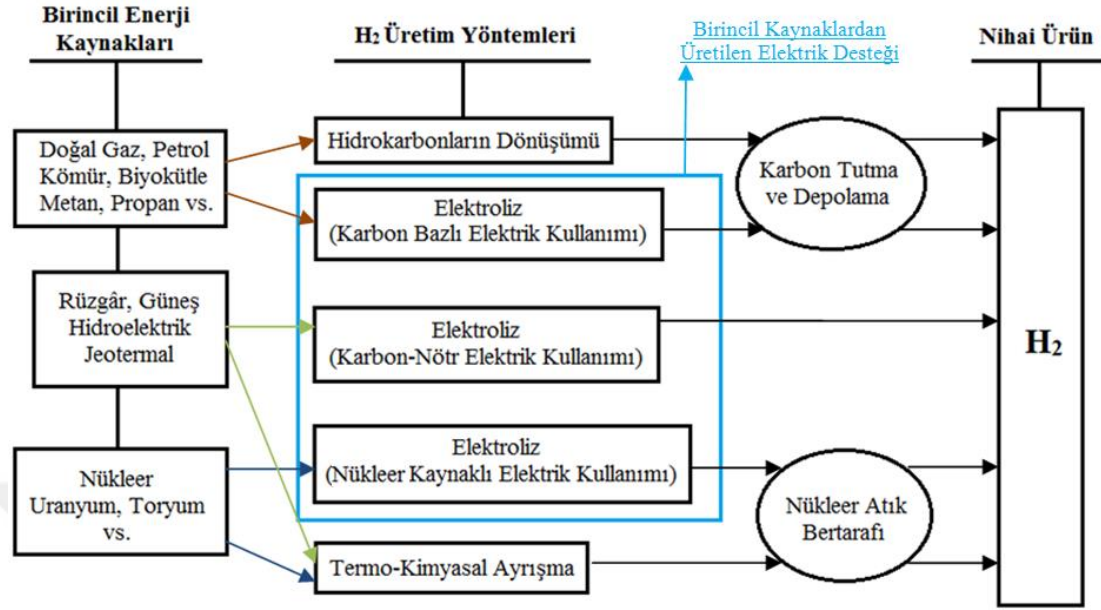 Birincil Enerji
Kaynakları
H₂ Üretim Yöntemleri
Birincil Kaynaklardan
Üretilen Elektrik Desteği
Nihai Ürün
Doğal Gaz, Petrol
Kömür, Biyokütle
Metan, Propan vs.
Hidrokarbonların Dönüşümü
Karbon Tutma
ve Depolama
Elektroliz
(Karbon Bazlı Elektrik Kullanımı)
Rüzgâr, Güneş
Hidroelektrik
Jeotermal
Elektroliz
(Karbon-Nötr Elektrik Kullanımı)
H₂
Nükleer
Uranyum, Toryum
vs.
Elektroliz
(Nükleer Kaynaklı Elektrik Kullanımı)
Nükleer Atık
Bertarafı
Termo-Kimyasal Ayrışma